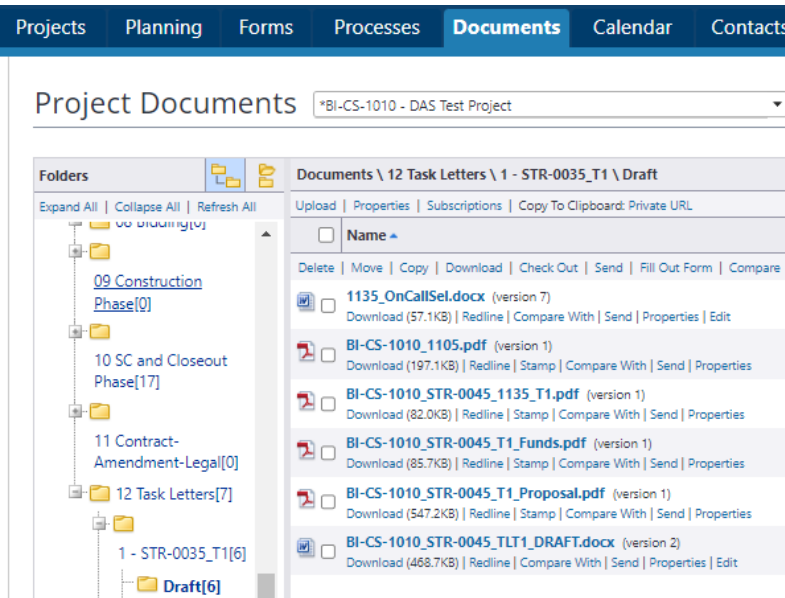 Projects Planning Forms Processes Documents Calendar Contacts
Project Documents *BI-CS-1010 - DAS Test Project
Folders
Expand All | Collapse All | Refresh All
06 Bidding[0]
09 Construction
Phase[0]
10 SC and Closeout
Phase[17]
11 Contract-
Amendment-Legal[0]
12 Task Letters[7]
1 - STR-0035_T1[6]
Draft[6]
Documents \ 12 Task Letters \ 1 - STR-0035_T1 \ Draft
Upload | Properties | Subscriptions | Copy To Clipboard: Private URL
Name
Delete | Move | Copy | Download | Check Out | Send | Fill Out Form | Compare
1135_OnCallSel.docx (version 7)
Download (57.1KB) | Redline | Compare With | Send | Properties | Edit
BI-CS-1010_1105.pdf (version 1)
Download (197.1KB) | Redline | Stamp | Compare With | Send | Properties
BI-CS-1010_STR-0045_1135_T1.pdf (version 1)
Download (82.0KB) | Redline | Stamp | Compare With | Send | Properties
BI-CS-1010_STR-0045_T1_Funds.pdf (version 1)
Download (85.7KB) | Redline | Stamp | Compare With | Send | Properties
BI-CS-1010_STR-0045_T1_Proposal.pdf (version 1)
Download (547.2KB) | Redline | Stamp | Compare With | Send | Properties
BI-CS-1010_STR-0045_TLT1_DRAFT.docx (version 2)
Download (468.7KB) | Redline | Compare With | Send | Properties | Edit